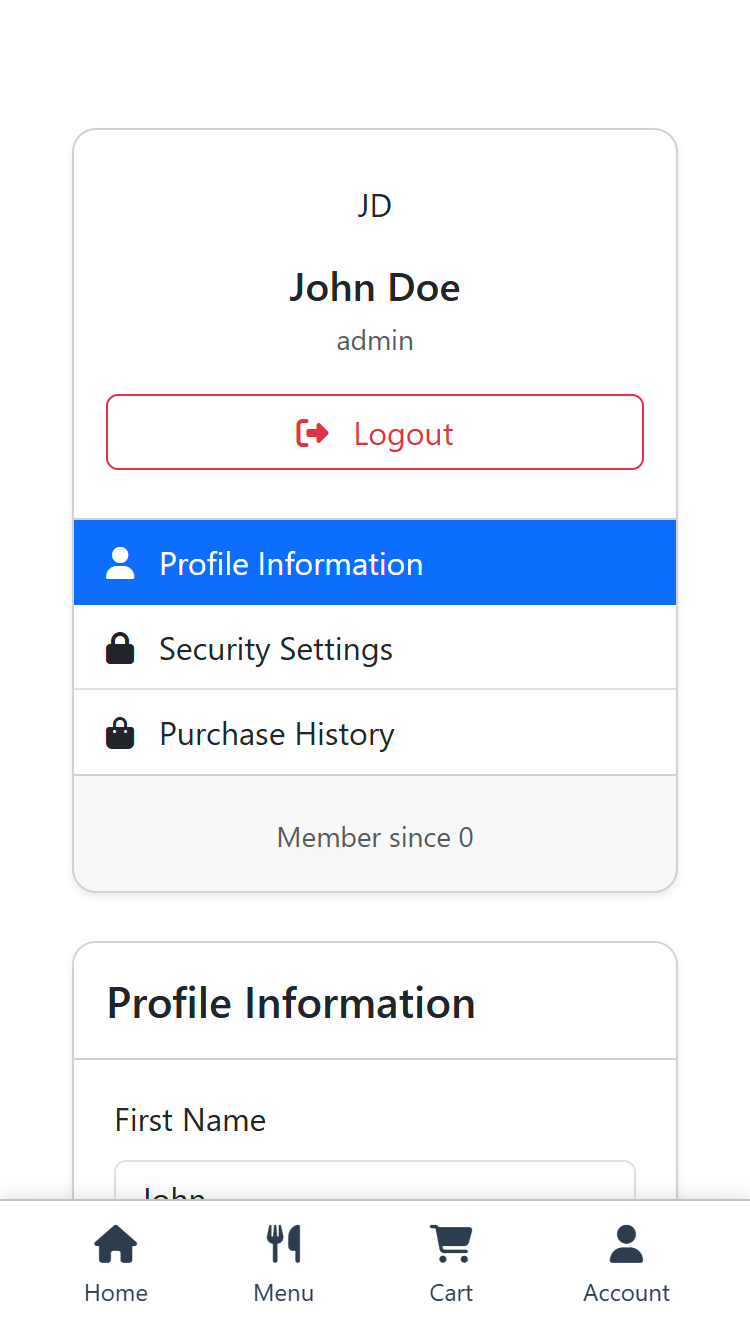 JD
John Doe
admin
Logout
Profile Information
Security Settings
Purchase History
Member since 0
Profile Information
First Name
John
Home
Menu
Cart
Account